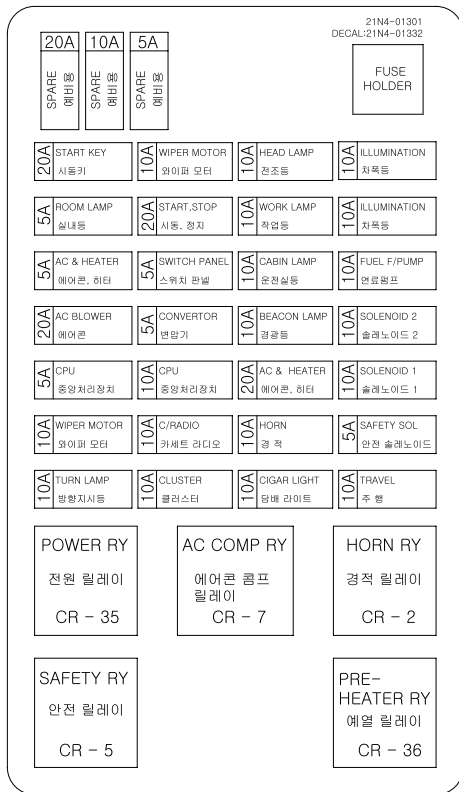 21N4-01301
DECAL:21N4-01332
20A 10A 5A
SPARE 예비용
SPARE 예비용
SPARE 예비용
FUSE
HOLDER
20A START KEY
시동키
10A WIPER MOTOR
와이퍼 모터
10A HEAD LAMP
전조등
10A ILLUMINATION
차폭등
5A ROOM LAMP
실내등
20A START,STOP
시동, 정지
10A WORK LAMP
작업등
10A ILLUMINATION
차폭등
5A AC & HEATER
에어콘, 히터
5A SWITCH PANEL
스위치 판넬
10A CABIN LAMP
운전실등
10A FUEL F/PUMP
연료펌프
20A AC BLOWER
에어콘
5A CONVERTOR
변압기
10A BEACON LAMP
경광등
10A SOLENOID 2
솔레노이드 2
5A CPU
중앙처리장치
10A CPU
중앙처리장치
20A AC & HEATER
에어콘, 히터
10A SOLENOID 1
솔레노이드 1
10A WIPER MOTOR
와이퍼 모터
10A C/RADIO
카세트 라디오
10A HORN
경 적
5A SAFETY SOL
안전 솔레노이드
10A TURN LAMP
방향지시등
10A CLUSTER
클러스터
10A CIGAR LIGHT
담배 라이트
10A TRAVEL
주 행
POWER RY
전원 릴레이
CR - 35
AC COMP RY
에어콘 콤프
릴레이
CR - 7
HORN RY
경적 릴레이
CR - 2
SAFETY RY
안전 릴레이
CR - 5
PRE-
HEATER RY
예열 릴레이
CR - 36